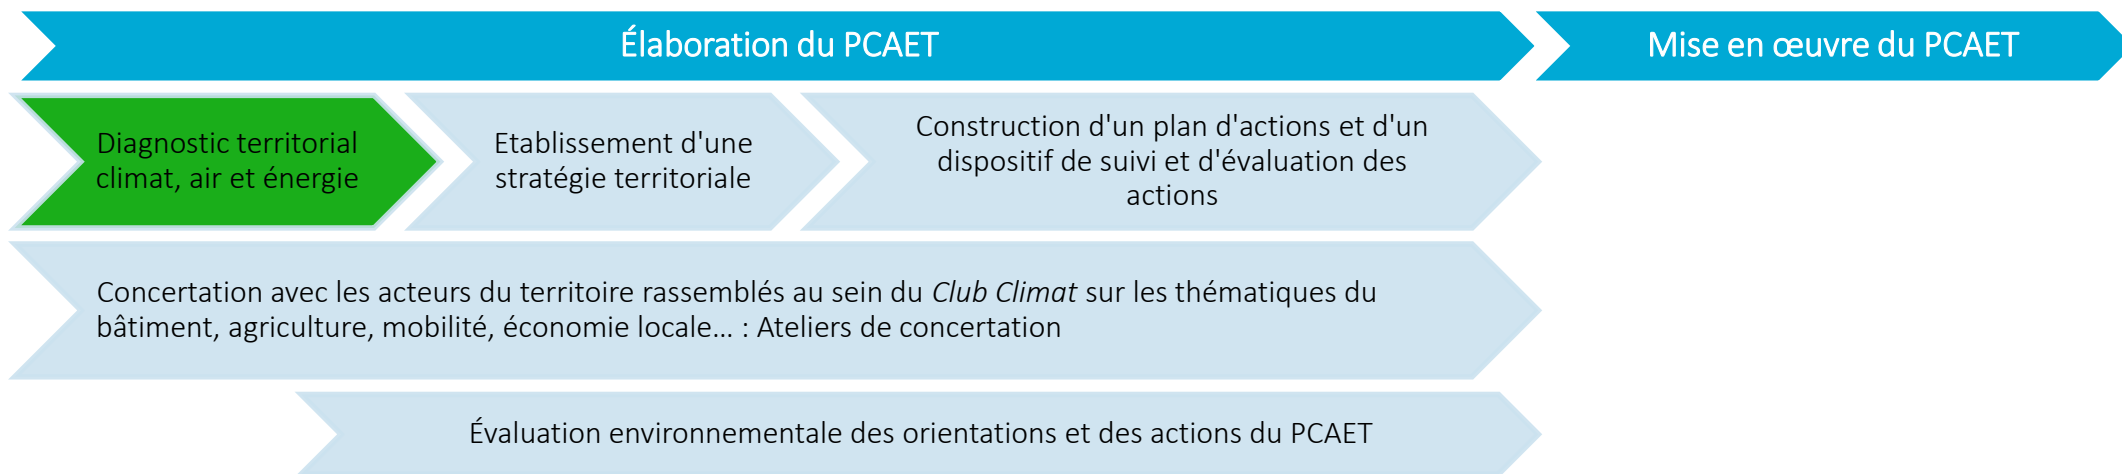 Élaboration du PCAET
Mise en œuvre du PCAET
Diagnostic territorial
climat, air et énergie
Etablissement d'une
stratégie territoriale
Construction d'un plan d'actions et d'un
dispositif de suivi et d'évaluation des
actions
Concertation avec les acteurs du territoire rassemblés au sein du Club Climat sur les thématiques du
bâtiment, agriculture, mobilité, économie locale… : Ateliers de concertation
Évaluation environnementale des orientations et des actions du PCAET